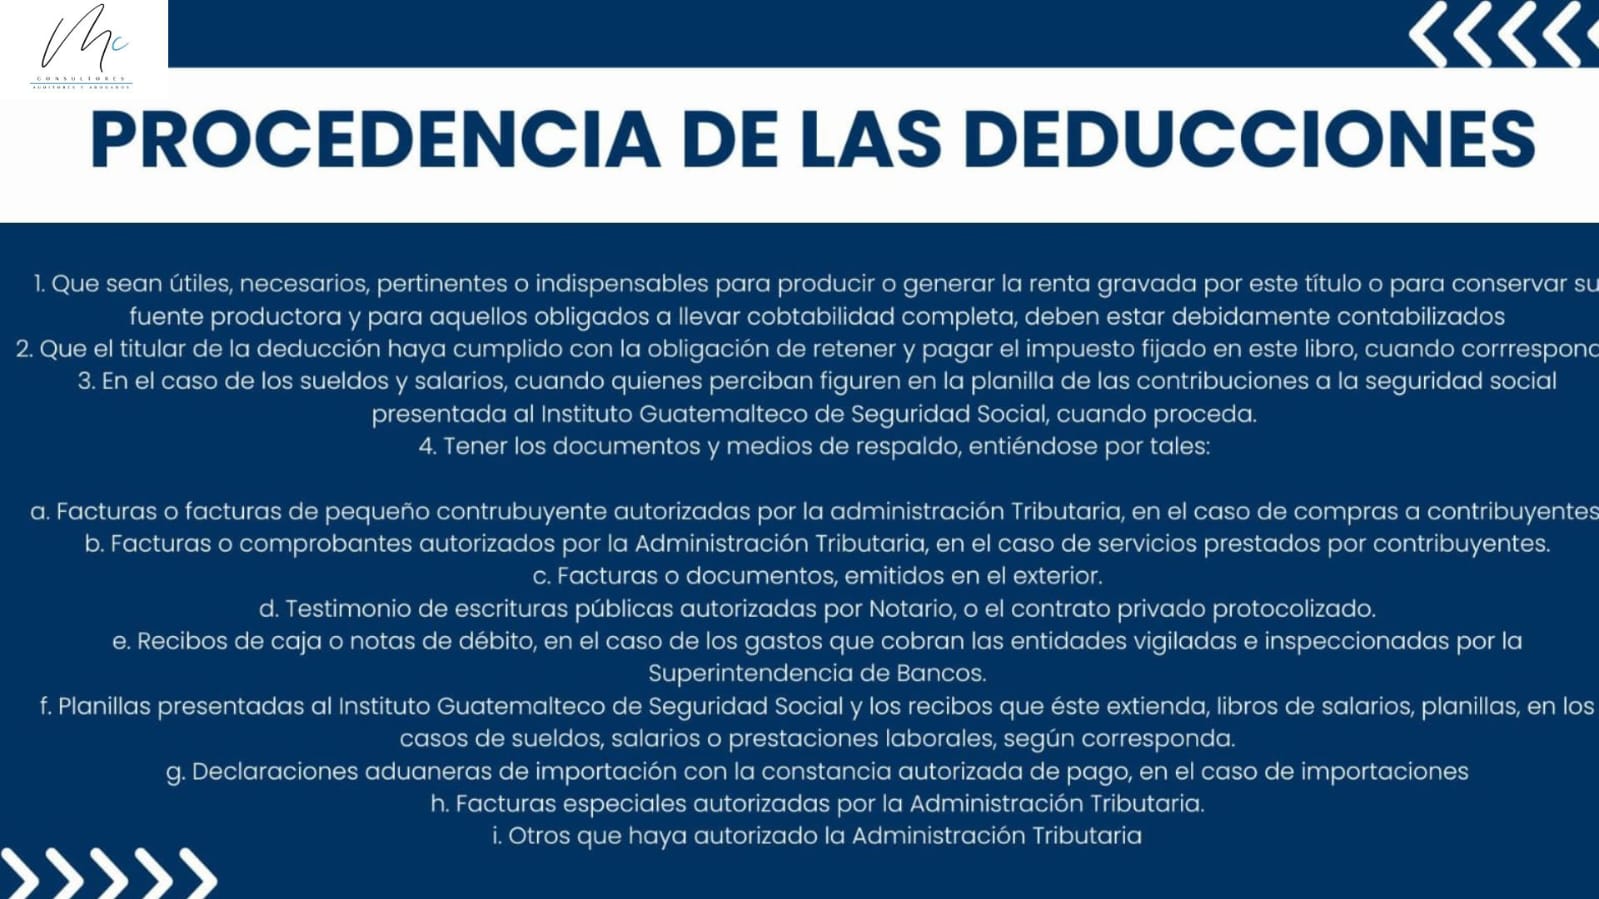 Mc
CONSULTORES
AUDITORES Y ABOGADOS
PROCEDENCIA DE LAS DEDUCCIONES
1. Que sean útiles, necesarios, pertinentes o indispensables para producir o generar la renta gravada por este título o para conservar su
fuente productora y para aquellos obligados a llevar cobtabilidad completa, deben estar debidamente contabilizados
2. Que el titular de la deducción haya cumplido con la obligación de retener y pagar el impuesto fijado en este libro, cuando corrrespond
3. En el caso de los sueldos y salarios, cuando quienes perciban figuren en la planilla de las contribuciones a la seguridad social
presentada al Instituto Guatemalteco de Seguridad Social, cuando proceda.
4. Tener los documentos y medios de respaldo, entiéndose por tales:
a. Facturas o facturas de pequeño contrubuyente autorizadas por la administración Tributaria, en el caso de compras a contribuyentes
b. Facturas o comprobantes autorizados por la Administración Tributaria, en el caso de servicios prestados por contribuyentes.
c. Facturas o documentos, emitidos en el exterior.
d. Testimonio de escrituras públicas autorizadas por Notario, o el contrato privado protocolizado.
e. Recibos de caja o notas de débito, en el caso de los gastos que cobran las entidades vigiladas e inspeccionadas por la
Superintendencia de Bancos.
f. Planillas presentadas al Instituto Guatemalteco de Seguridad Social y los recibos que éste extienda, libros de salarios, planillas, en los
casos de sueldos, salarios o prestaciones laborales, según corresponda.
g. Declaraciones aduaneras de importación con la constancia autorizada de pago, en el caso de importaciones
h. Facturas especiales autorizadas por la Administración Tributaria.
i. Otros que haya autorizado la Administración Tributaria